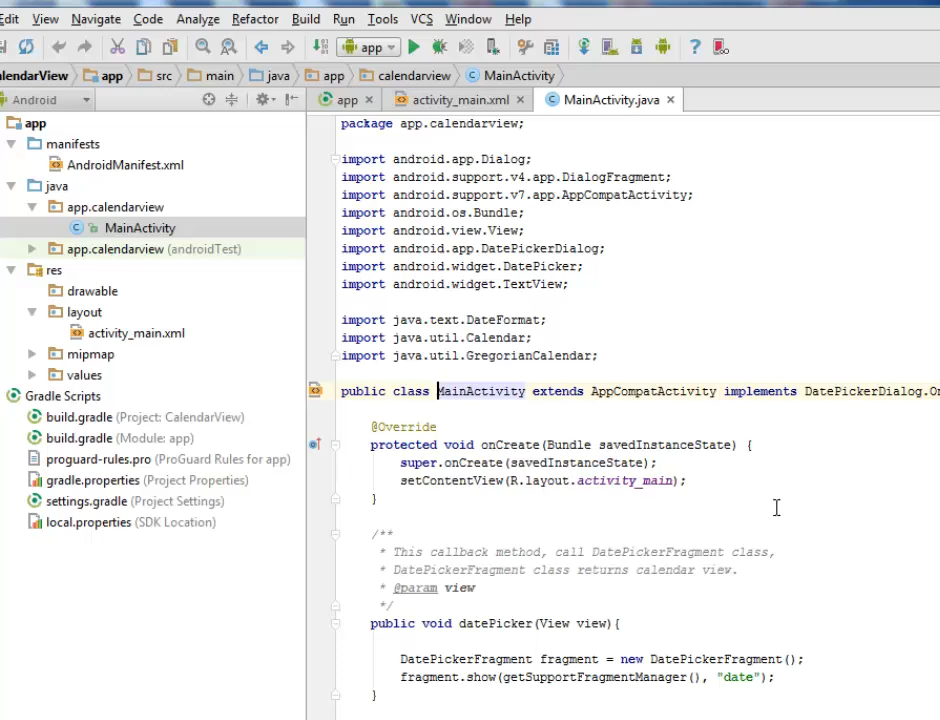 Edit View Navigate Code Analyze Refactor Build Run Tools VCS Window Help
app
alendarView app src main java app calendarview MainActivity
Android app activity_main.xml MainActivity.java
app
manifests
AndroidManifest.xml
java
app.calendarview
MainActivity
app.calendarview (androidTest)
res
drawable
layout
activity_main.xml
mipmap
values
Gradle Scripts
build.gradle (Project: CalendarView)
build.gradle (Module: app)
proguard-rules.pro (ProGuard Rules for app)
gradle.properties (Project Properties)
settings.gradle (Project Settings)
local.properties (SDK Location)
package app.calendarview;
import android.app.Dialog;
import android.support.v4.app.DialogFragment;
import android.support.v7.app.AppCompatActivity;
import android.os.Bundle;
import android.view.View;
import android.app.DatePickerDialog;
import android.widget.DatePicker;
import android.widget.TextView;
import java.text.DateFormat;
import java.util.Calendar;
import java.util.GregorianCalendar;
public class MainActivity extends AppCompatActivity implements DatePickerDialog.On
@Override
protected void onCreate(Bundle savedInstanceState) {
super.onCreate(savedInstanceState);
setContentView(R.layout.activity_main);
}
/**
* This callback method, call DatePickerFragment class,
* DatePickerFragment class returns calendar view.
* @param view
*/
public void datePicker(View view){
DatePickerFragment fragment = new DatePickerFragment();
fragment.show(getSupportFragmentManager(), "date");
}